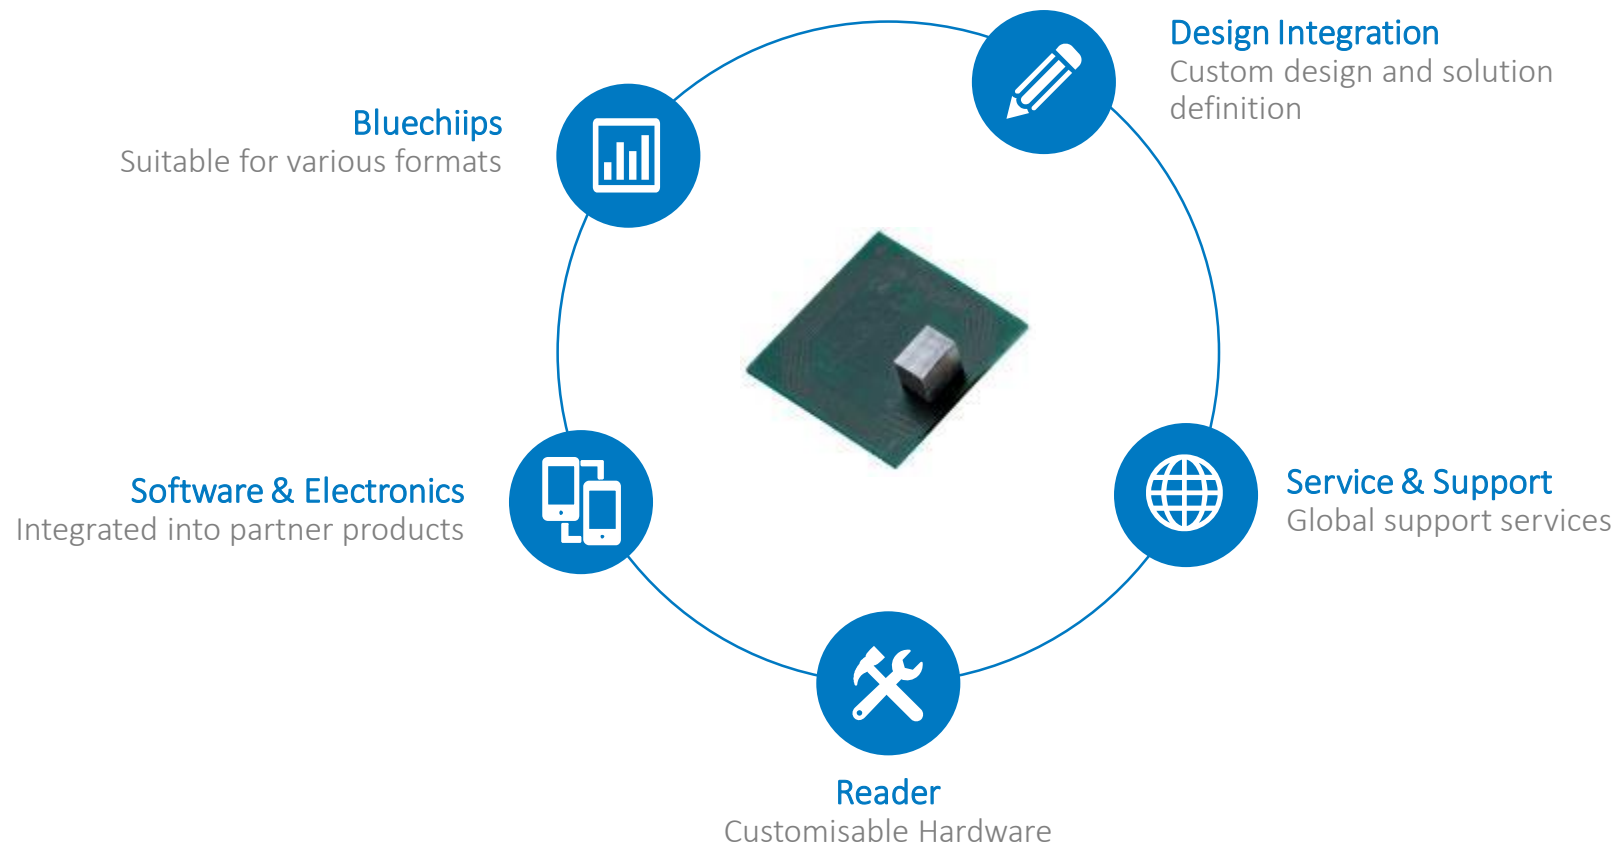 Design Integration
Custom design and solution
definition
Bluechiips
Suitable for various formats
Software & Electronics
Integrated into partner products
Service & Support
Global support services
Reader
Customisable Hardware